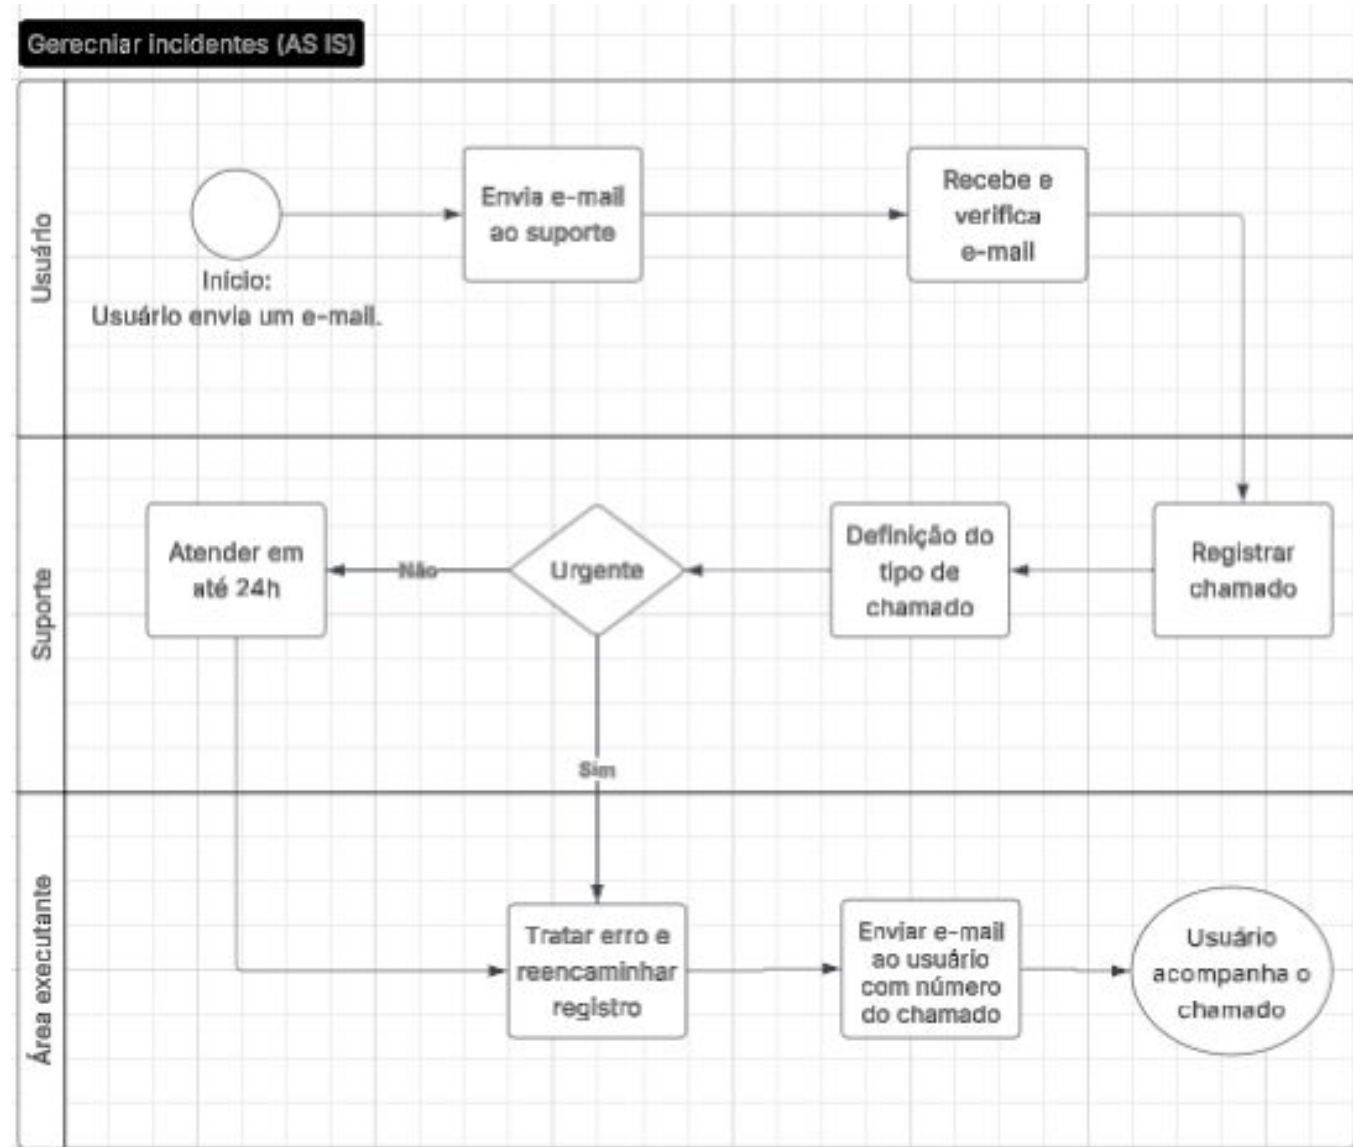 Gerecniar incidentes (AS IS)
Usuário
Início:
Usuário envia um e-mail.
Envia e-mail
ao suporte
Recebe e
verifica
e-mail
Suporte
Atender em
até 24h
Não
Urgente
Definição do
tipo de
chamado
Registrar
chamado
Sim
Área executante
Tratar erro e
reencaminhar
registro
Enviar e-mail
ao usuário
com número
do chamado
Usuário
acompanha o
chamado